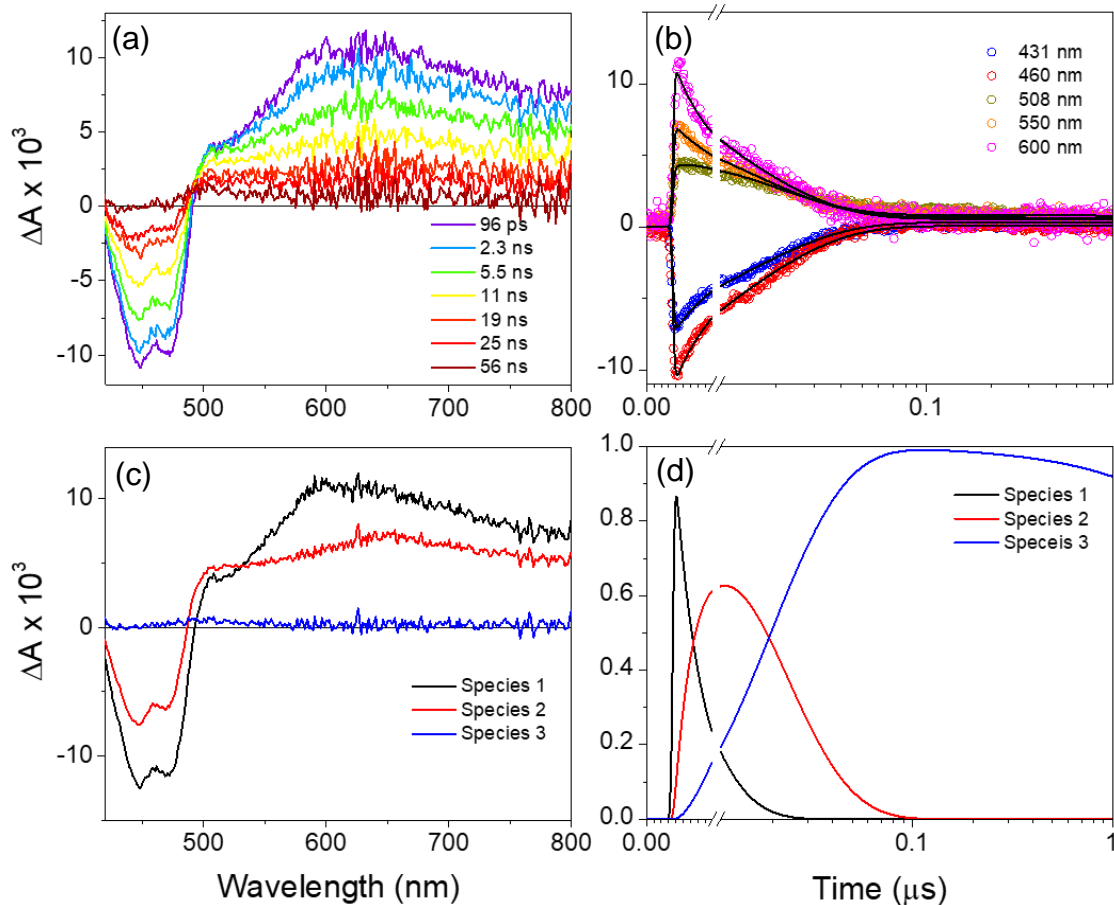 (a)
ΔA x 10³
10
5
0
-5
-10
500 600 700 800
96 ps
2.3 ns
5.5 ns
11 ns
19 ns
25 ns
56 ns
(b)
10
0
-10
0.00 0.1
431 nm
460 nm
508 nm
550 nm
600 nm
(c)
ΔA x 10³
10
0
-10
500 600 700 800
Species 1
Species 2
Species 3
Wavelength (nm)
(d)
1.0
0.8
0.6
0.4
0.2
0.0
0.00 0.1 1
Species 1
Species 2
Speceis 3
Time (μs)